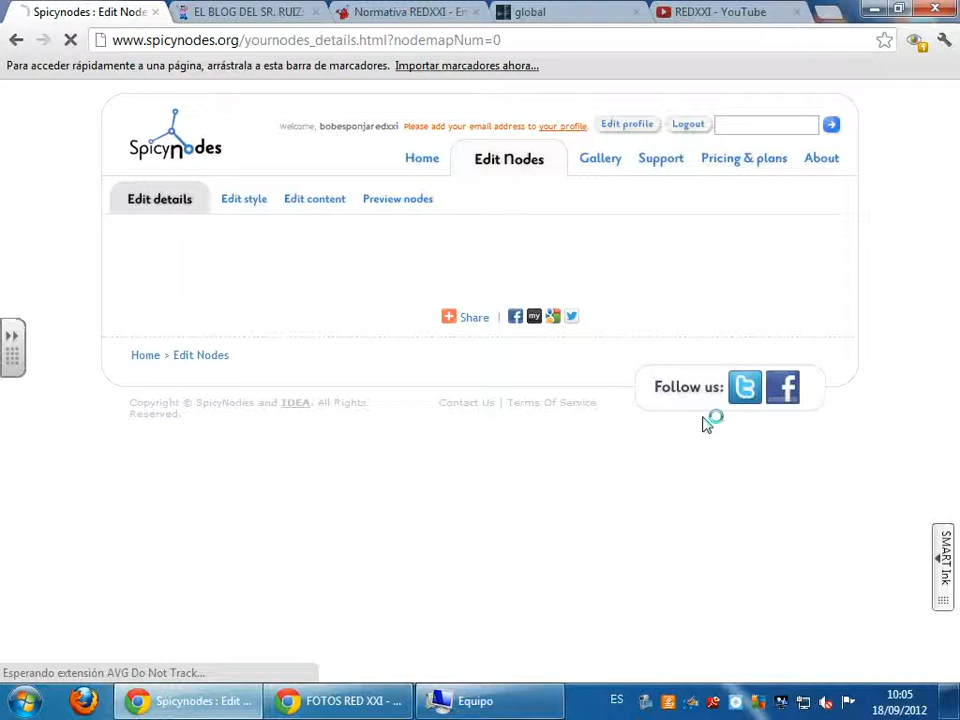 Spicynodes : Edit Node
EL BLOG DEL SR. RUIZ:
Normativa REDXXI - En
global
REDXXI - YouTube
www.spicynodes.org/yournodes_details.html?nodemapNum=0
Para acceder rápidamente a una página, arrástrala a esta barra de marcadores. Importar marcadores ahora...
Spicynodes
Welcome, bobesponjaredxxi Please add your email address to your profile.
Edit profile
Logout
Home
Edit Nodes
Gallery
Support
Pricing & plans
About
Edit details
Edit style
Edit content
Preview nodes
Share |
my
Home > Edit Nodes
Follow us:
Copyright © SpicyNodes and IDEA. All Rights
Reserved.
Contact Us | Terms Of Service
SMART Ink
Esperando extensión AVG Do Not Track...
Spicynodes : Edit ...
FOTOS RED XXI - ...
Equipo
ES
10:05
18/09/2012